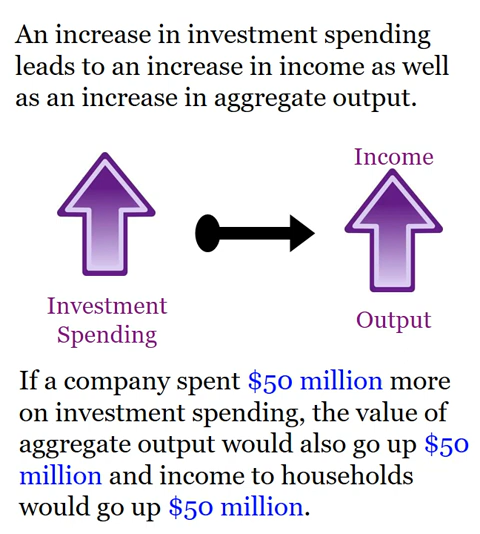 An increase in investment spending
leads to an increase in income as well
as an increase in aggregate output.
Income
Investment
Spending
Output
If a company spent $50 million more
on investment spending, the value of
aggregate output would also go up $50
million and income to households
would go up $50 million.